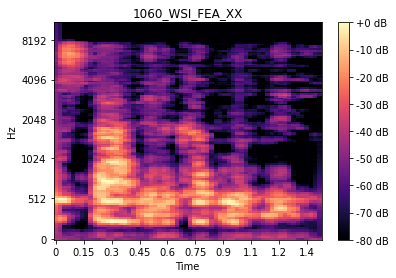 1060_WSI_FEA_XX
+0 dB
8192
-10 dB
4096
-20 dB
-30 dB
2048
Hz
-40 dB
1024
-50 dB
512
-60 dB
-70 dB
0
-80 dB
0 0.15 0.3 0.45 0.6 0.75 0.9 1.1 1.2 1.4
Time